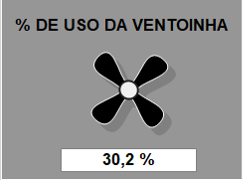 % DE USO DA VENTOINHA
30,2 %